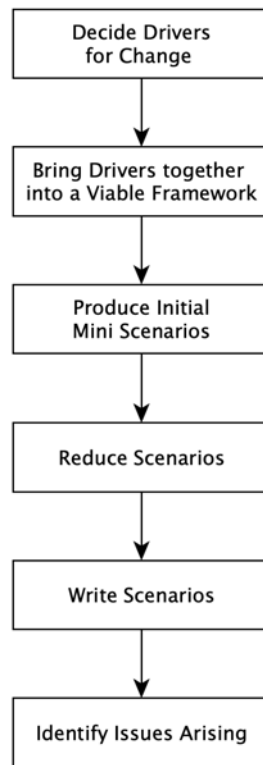 Decide Drivers
for Change
Bring Drivers together
into a Viable Framework
Produce Initial
Mini Scenarios
Reduce Scenarios
Write Scenarios
Identify Issues Arising